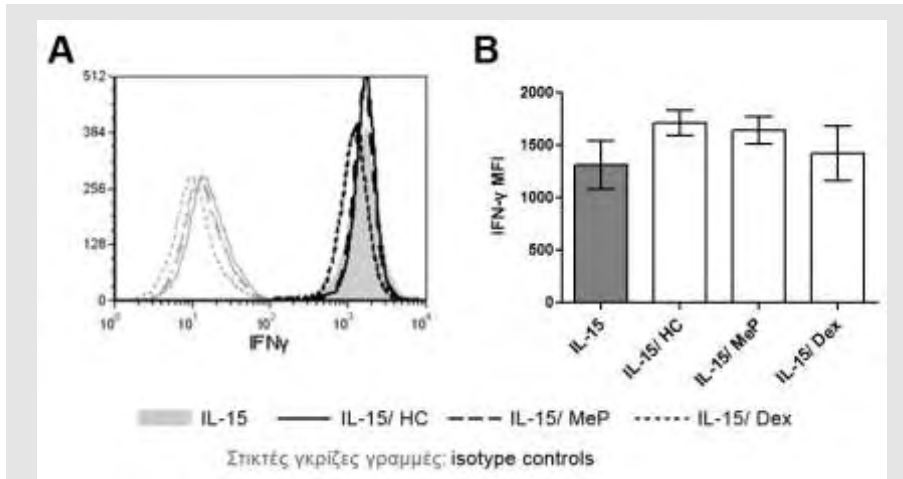 A
B
512
384
256
128
0
10⁰ 10¹ 10² 10³ 10⁴
IFNγ
IFN-γ MFI
2000
1500
1000
500
0
IL-15
IL-15/ HC
IL-15/ MeP
IL-15/ Dex
IL-15 IL-15/ HC IL-15/ MeP IL-15/ Dex
Στικτές γκρίζες γραμμές: isotype controls